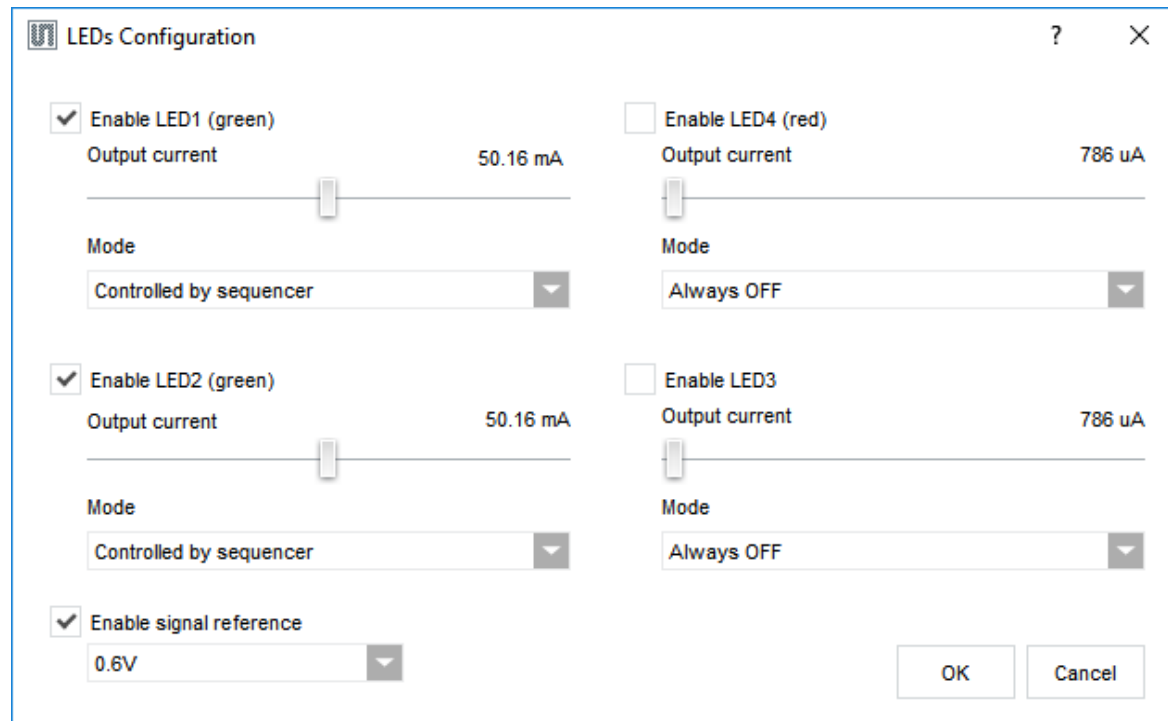 LEDs Configuration
?
Enable LED1 (green)
Output current
50.16 mA
Mode
Controlled by sequencer
Enable LED4 (red)
Output current
786 uA
Mode
Always OFF
Enable LED2 (green)
Output current
50.16 mA
Mode
Controlled by sequencer
Enable LED3
Output current
786 uA
Mode
Always OFF
Enable signal reference
0.6V
OK
Cancel